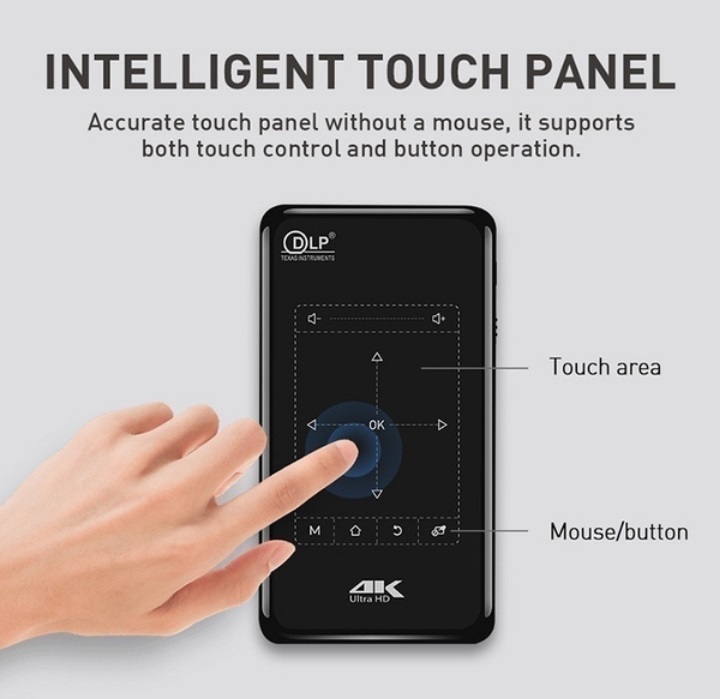 INTELLIGENT TOUCH PANEL
Accurate touch panel without a mouse, it supports
both touch control and button operation.
DLP®
TEXAS INSTRUMENTS
Touch area
OK
M
Mouse/button
4K
Ultra HD